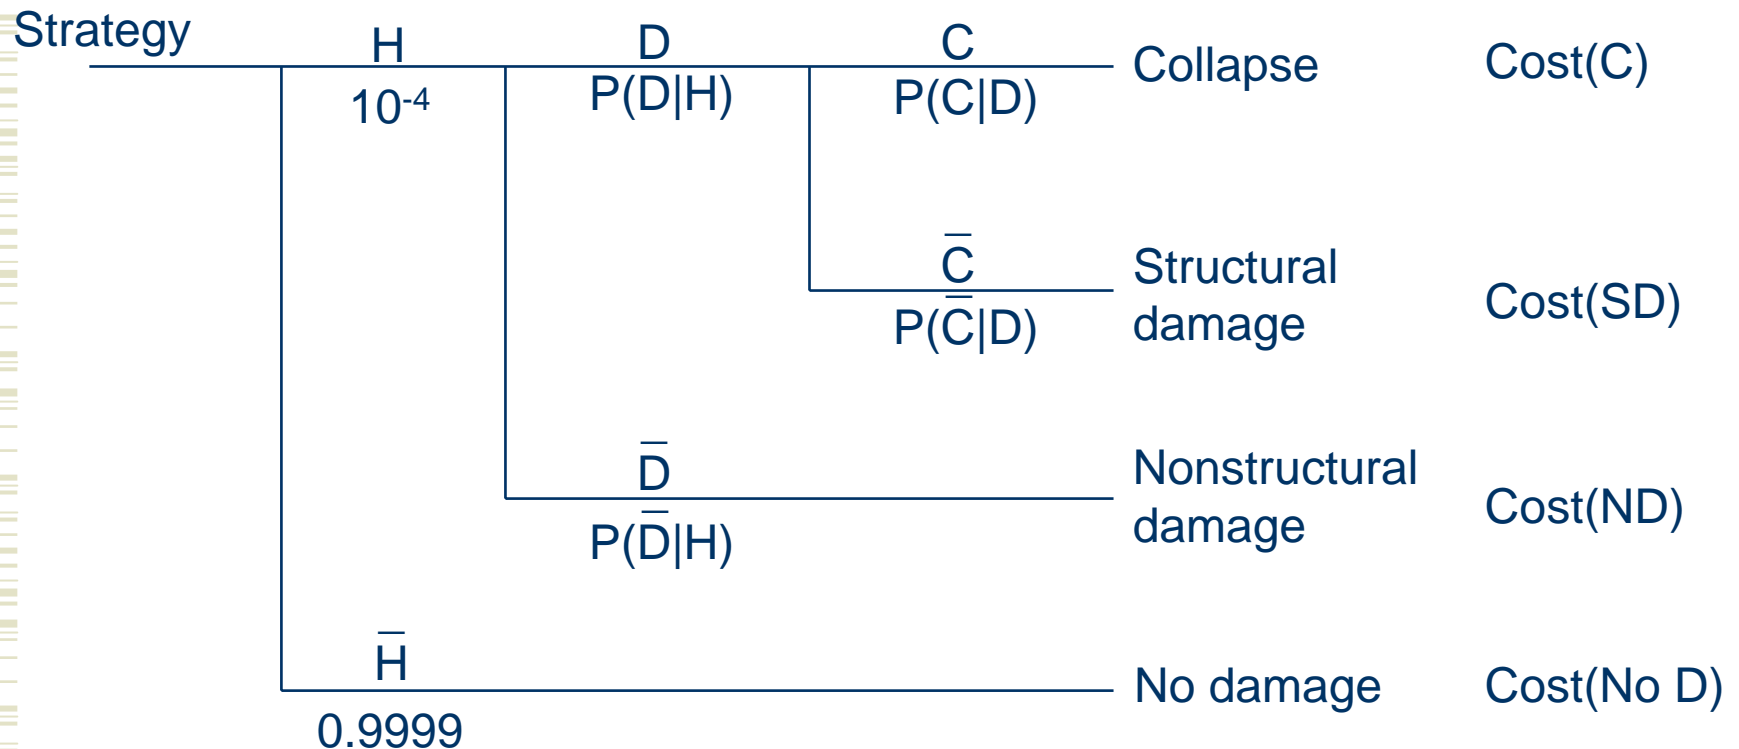 Strategy
H
D
C
Collapse
Cost(C)
10⁻⁴
P(D|H)
P(C|D)
C̅
Structural
damage
Cost(SD)
P(C̅|D)
D̅
Nonstructural
damage
Cost(ND)
P(D̅|H)
H̅
No damage
Cost(No D)
0.9999